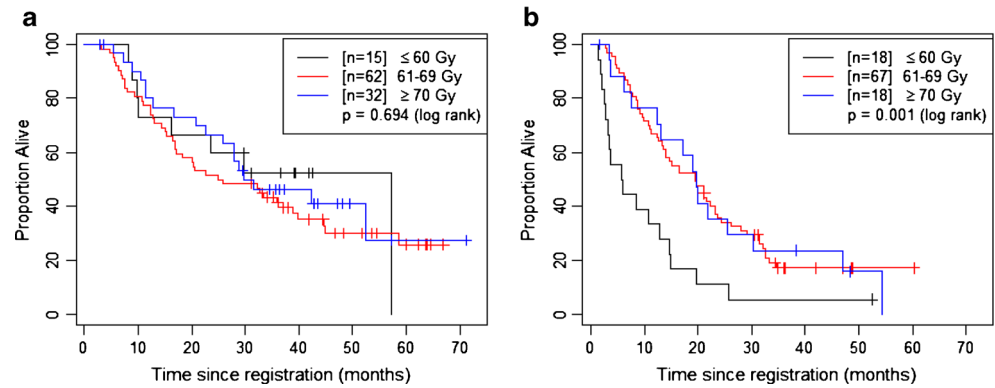 a
Proportion Alive
100
80
60
40
20
0
[n=15] ≤ 60 Gy
[n=62] 61-69 Gy
[n=32] ≥ 70 Gy
p = 0.694 (log rank)
0 10 20 30 40 50 60 70
Time since registration (months)
b
Proportion Alive
100
80
60
40
20
0
[n=18] ≤ 60 Gy
[n=67] 61-69 Gy
[n=18] ≥ 70 Gy
p = 0.001 (log rank)
0 10 20 30 40 50 60 70
Time since registration (months)